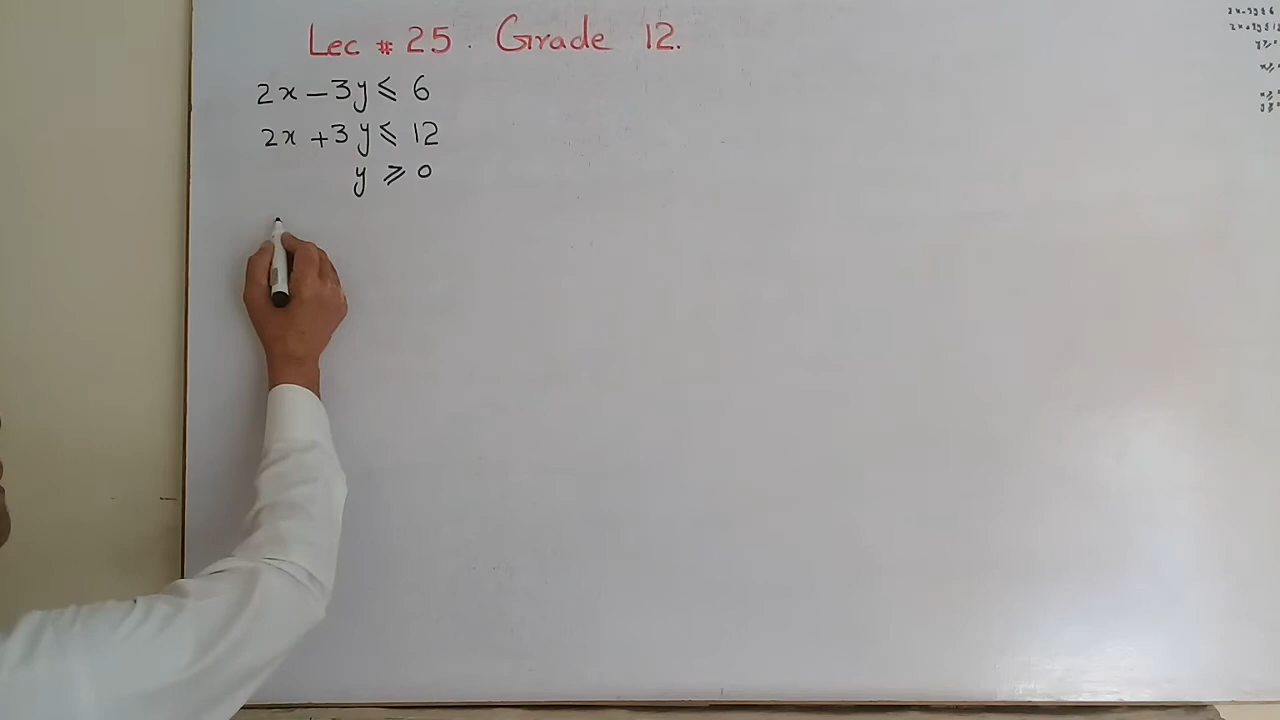 Lec # 25. Grade 12.
2x - 3y ⩽ 6
2x + 3y ⩽ 12
y ⩾ 0